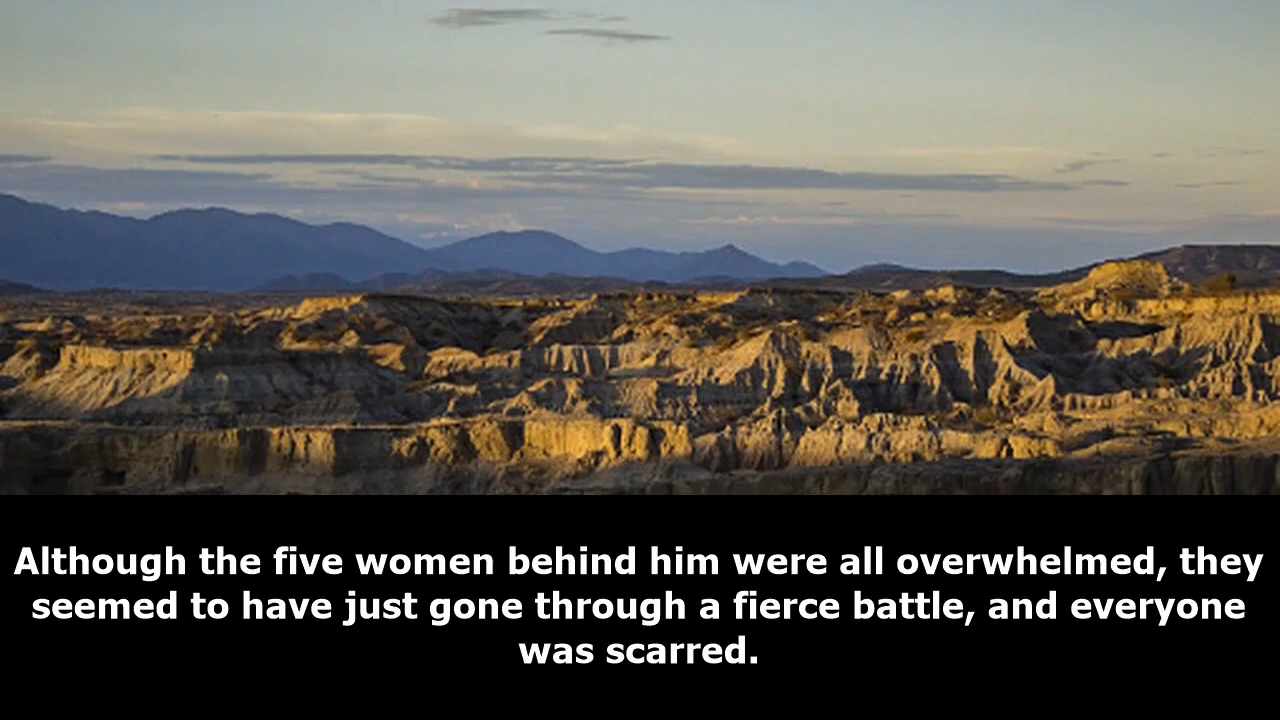 Although the five women behind him were all overwhelmed, they
seemed to have just gone through a fierce battle, and everyone
was scarred.